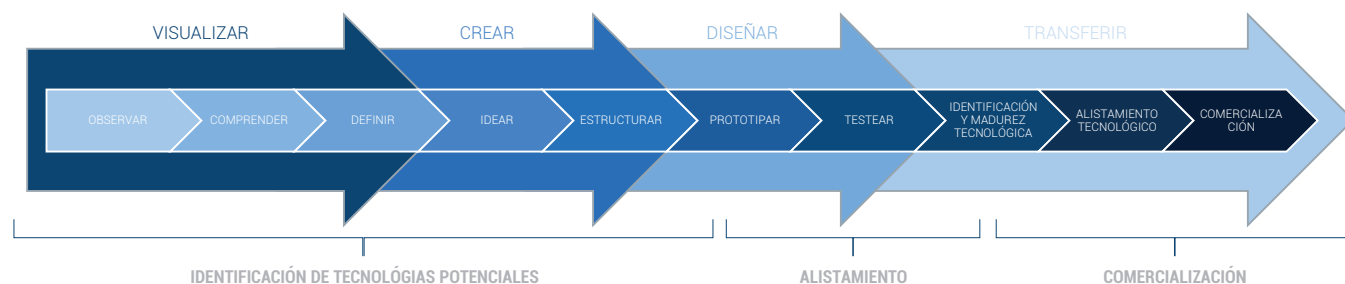 VISUALIZAR
CREAR
DISEÑAR
TRANSFERIR
OBSERVAR
COMPRENDER
DEFINIR
IDEAR
ESTRUCTURAR
PROTOTIPAR
TESTEAR
IDENTIFICACIÓN
Y MADUREZ
TECNOLÓGICA
ALISTAMIENTO
TECNOLÓGICO
COMERCIALIZA
CIÓN
IDENTIFICACIÓN DE TECNOLÓGIAS POTENCIALES
ALISTAMIENTO
COMERCIALIZACIÓN